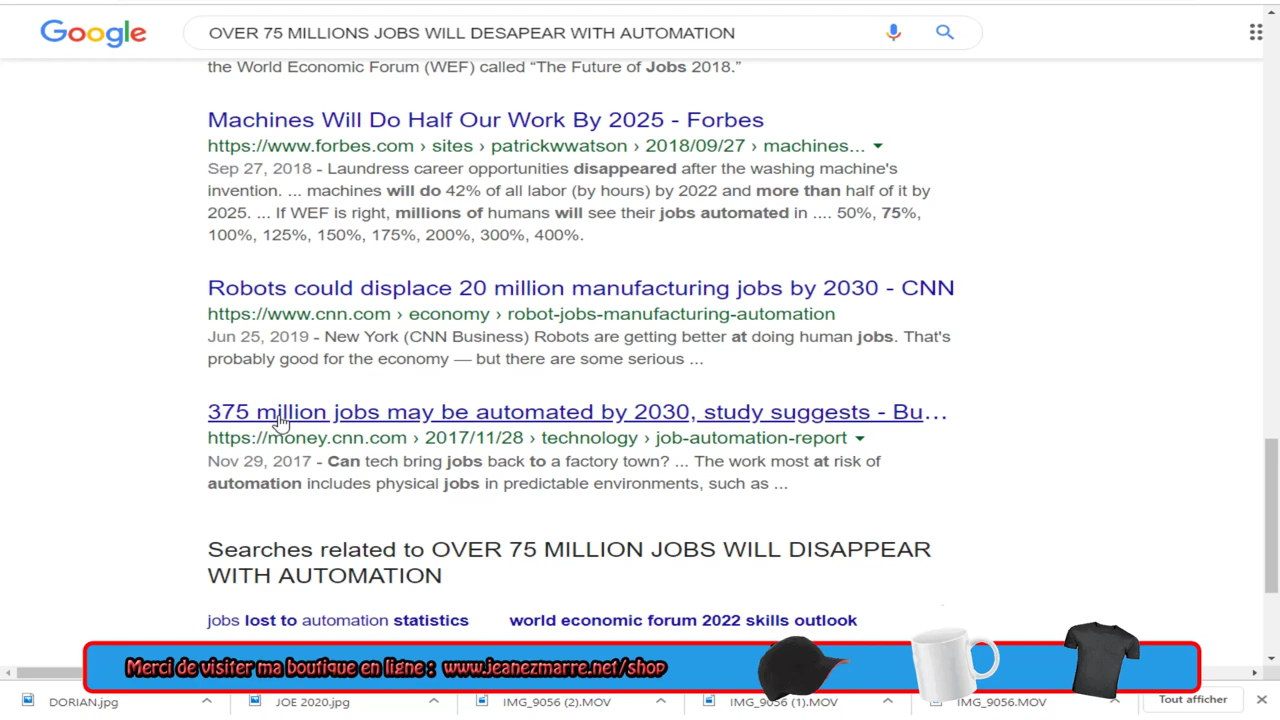 Google
OVER 75 MILLIONS JOBS WILL DESAPEAR WITH AUTOMATION
the World Economic Forum (WEF) called “The Future of Jobs 2018.”
Machines Will Do Half Our Work By 2025 - Forbes
https://www.forbes.com › sites › patrickwwatson › 2018/09/27 › machines...
Sep 27, 2018 - Laundress career opportunities disappeared after the washing machine's
invention. ... machines will do 42% of all labor (by hours) by 2022 and more than half of it by
2025. ... If WEF is right, millions of humans will see their jobs automated in .... 50%, 75%,
100%, 125%, 150%, 175%, 200%, 300%, 400%.
Robots could displace 20 million manufacturing jobs by 2030 - CNN
https://www.cnn.com › economy › robot-jobs-manufacturing-automation
Jun 25, 2019 - New York (CNN Business) Robots are getting better at doing human jobs. That's
probably good for the economy — but there are some serious ...
375 million jobs may be automated by 2030, study suggests - Bu...
https://money.cnn.com › 2017/11/28 › technology › job-automation-report
Nov 29, 2017 - Can tech bring jobs back to a factory town? ... The work most at risk of
automation includes physical jobs in predictable environments, such as ...
Searches related to OVER 75 MILLION JOBS WILL DISAPPEAR
WITH AUTOMATION
jobs lost to automation statistics world economic forum 2022 skills outlook
Merci de visiter ma boutique en ligne : www.jeanezmarre.net/shop
DORIAN.jpg JOE 2020.jpg IMG_9056 (2).MOV IMG_9056 (1).MOV IMG_9056.MOV Tout afficher